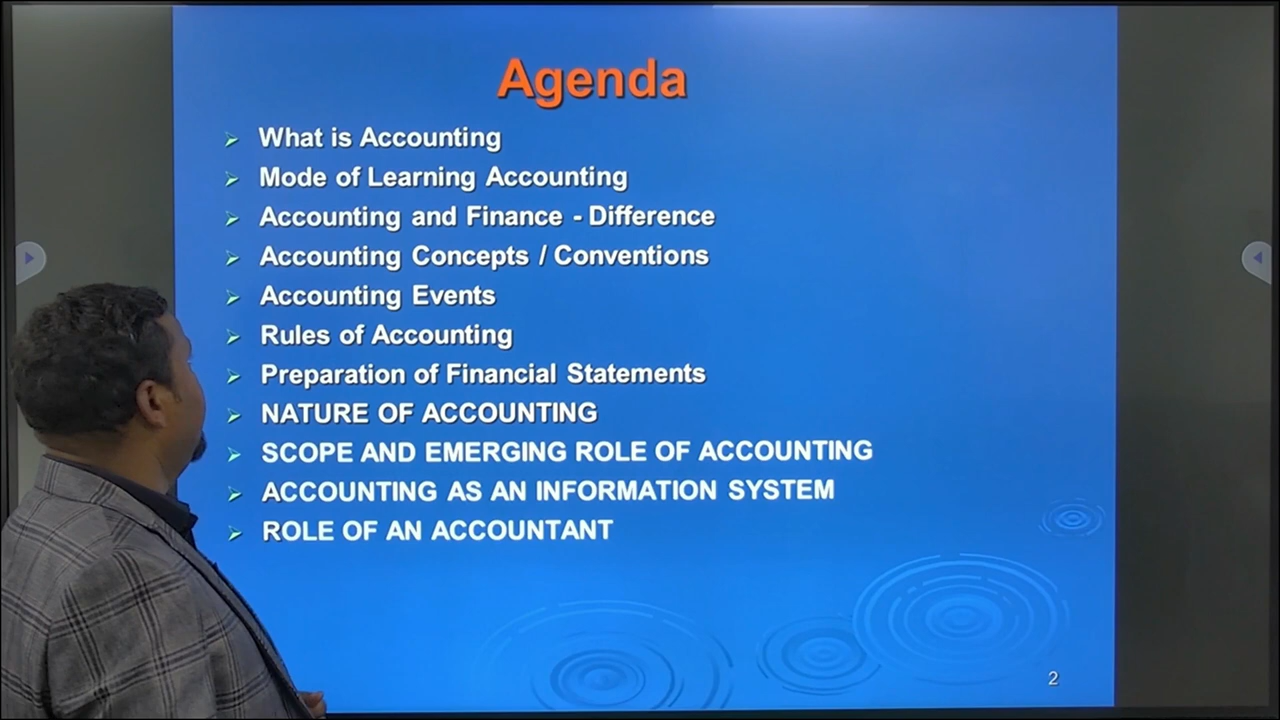 Agenda
What is Accounting
Mode of Learning Accounting
Accounting and Finance - Difference
Accounting Concepts / Conventions
Accounting Events
Rules of Accounting
Preparation of Financial Statements
NATURE OF ACCOUNTING
SCOPE AND EMERGING ROLE OF ACCOUNTING
ACCOUNTING AS AN INFORMATION SYSTEM
ROLE OF AN ACCOUNTANT
2